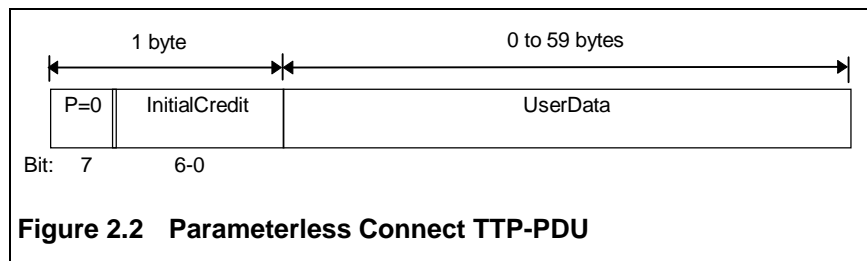 1 byte 0 to 59 bytes
P=0 InitialCredit UserData
Bit: 7 6-0
Figure 2.2 Parameterless Connect TTP-PDU